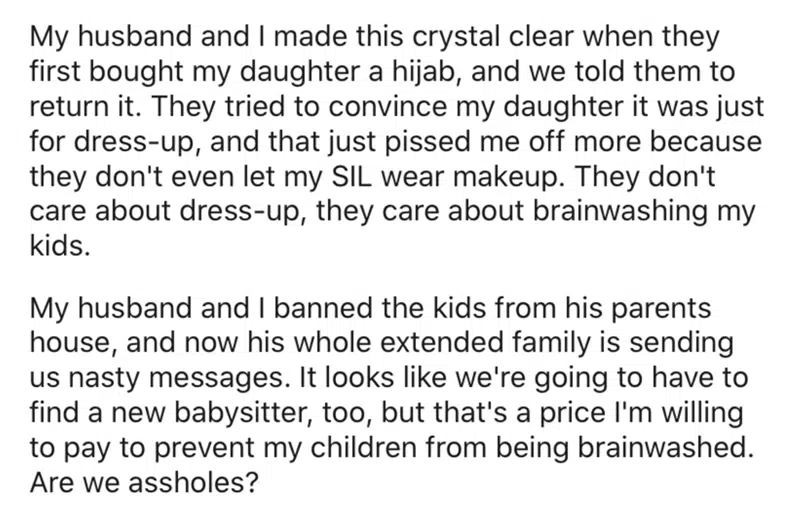 My husband and I made this crystal clear when they
first bought my daughter a hijab, and we told them to
return it. They tried to convince my daughter it was just
for dress-up, and that just pissed me off more because
they don't even let my SIL wear makeup. They don't
care about dress-up, they care about brainwashing my
kids.
My husband and I banned the kids from his parents
house, and now his whole extended family is sending
us nasty messages. It looks like we're going to have to
find a new babysitter, too, but that's a price I'm willing
to pay to prevent my children from being brainwashed.
Are we assholes?